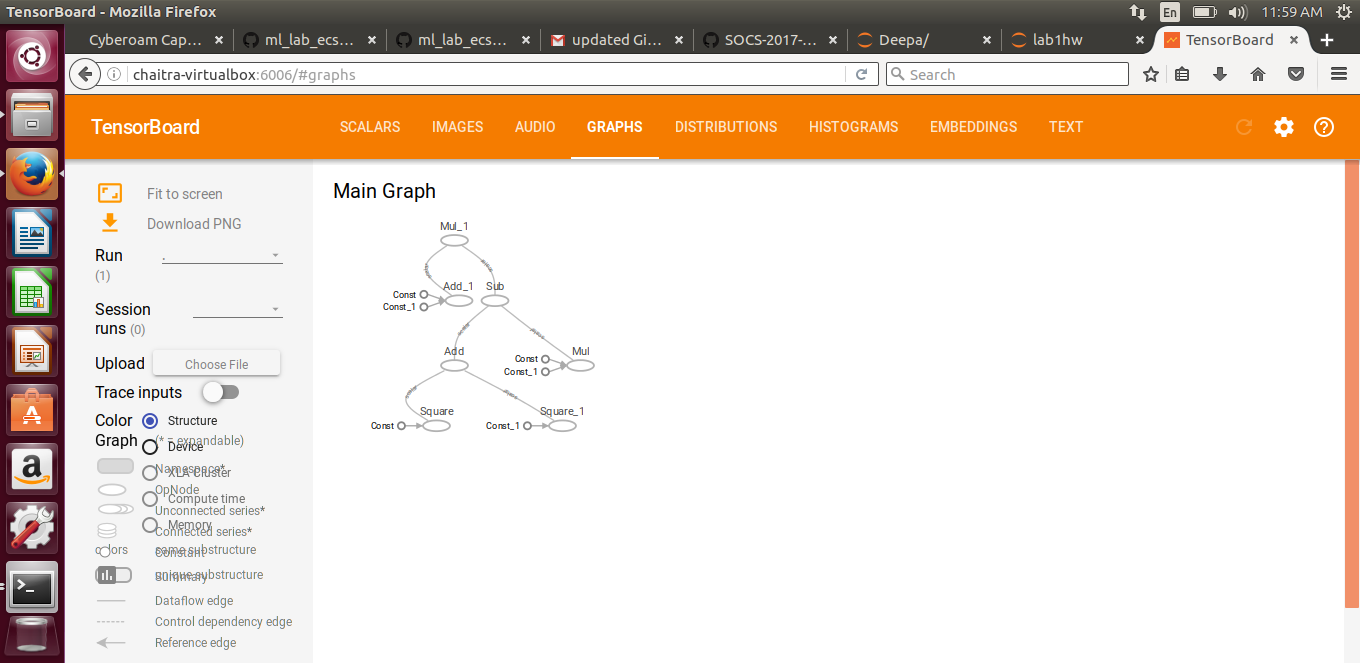 TensorBoard - Mozilla Firefox
En
11:59 AM
Cyberoam Cap... ×
ml_lab_ecs... ×
ml_lab_ecs... ×
updated Gi... ×
SOCS-2017-... ×
Deepa/ ×
lab1hw ×
TensorBoard ×
chaitra-virtualbox:6006/#graphs
Search
TensorBoard
SCALARS
IMAGES
AUDIO
GRAPHS
DISTRIBUTIONS
HISTOGRAMS
EMBEDDINGS
TEXT
Fit to screen
Download PNG
Run
(1)
.
Session
runs (0)
Upload
Choose File
Trace inputs
Color
Graph
Structure
(* = expandable)
Device
Namespace*
XLA Cluster
OpNode
Compute time
Unconnected series*
Memory
Connected series*
colors
same substructure
Constant
unique substructure
Summary
Dataflow edge
Control dependency edge
Reference edge
Main Graph
Mul_1
Add_1
Sub
Const
Const_1
Add
Mul
Const
Const_1
Square
Square_1
Const
Const_1